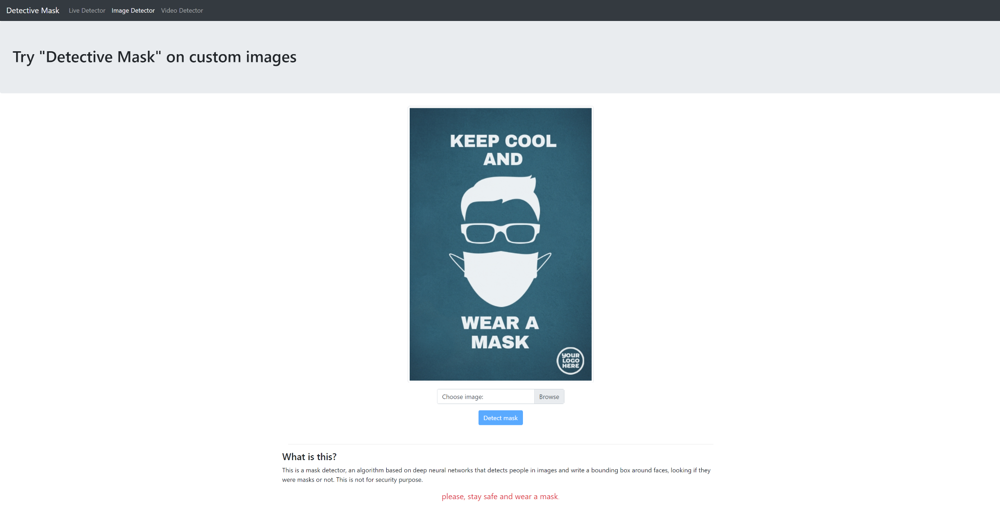 Detective Mask Live Detector Image Detector Video Detector
Try "Detective Mask" on custom images
KEEP COOL
AND
WEAR A
MASK
YOUR
LOGO
HERE
Choose image: Browse
Detect mask
What is this?
This is a mask detector, an algorithm based on deep neural networks that detects people in images and write a bounding box around faces, looking if they
were masks or not. This is not for security purpose.
please, stay safe and wear a mask.